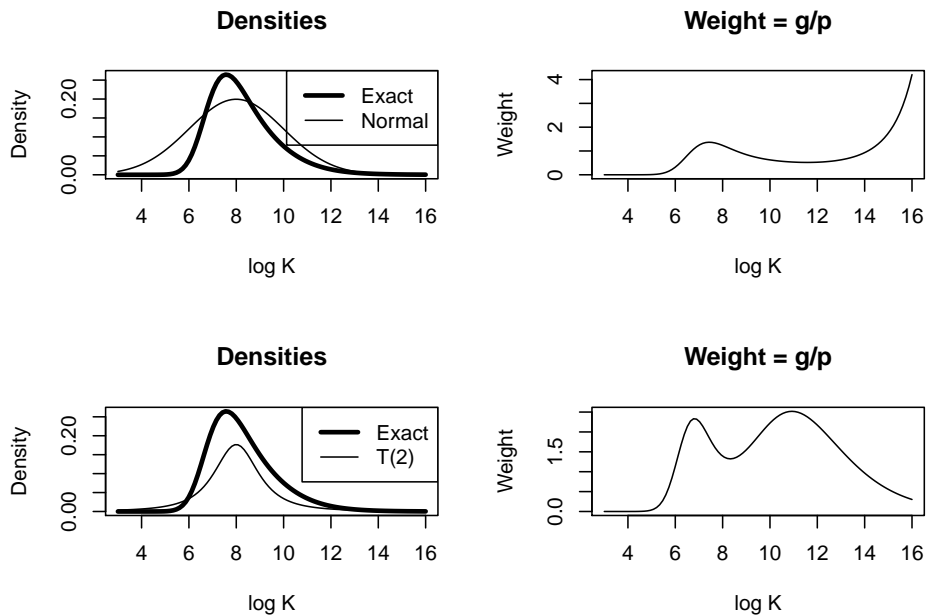 Densities
Density
0.00 0.20
Exact
Normal
4 6 8 10 12 14 16
log K
Weight = g/p
Weight
0 2 4
4 6 8 10 12 14 16
log K
Densities
Density
0.00 0.20
Exact
T(2)
4 6 8 10 12 14 16
log K
Weight = g/p
Weight
0.0 1.5
4 6 8 10 12 14 16
log K